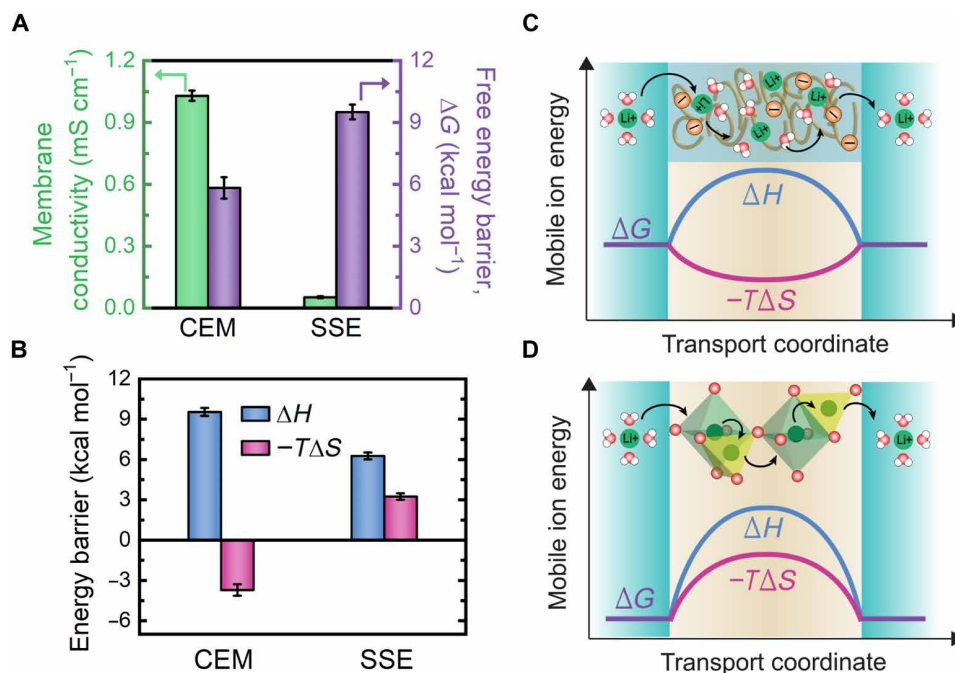 A
Membrane
conductivity (mS cm⁻¹)
1.2
0.9
0.6
0.3
0.0
12
9
6
3
0
Free energy barrier,
ΔG (kcal mol⁻¹)
CEM SSE
B
Energy barrier (kcal mol⁻¹)
12
9
6
3
0
−3
−6
ΔH
−TΔS
CEM SSE
C
Mobile ion energy
Li+
Li+
Li+
Li+
Li+
Li+
ΔH
ΔG
−TΔS
Transport coordinate
D
Mobile ion energy
Li+
Li+
ΔH
−TΔS
ΔG
Transport coordinate